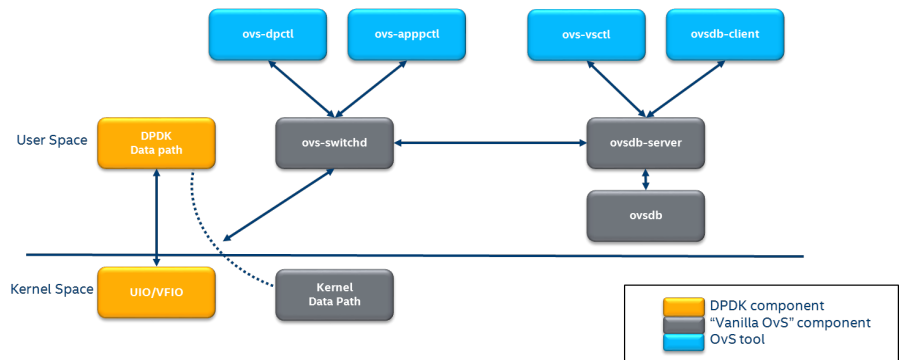 ovs-dpctl
ovs-apppctl
ovs-vsctl
ovsdb-client
User Space
DPDK
Data path
ovs-switchd
ovsdb-server
ovsdb
Kernel Space
UIO/VFIO
Kernel
Data Path
DPDK component
“Vanilla OvS” component
OvS tool